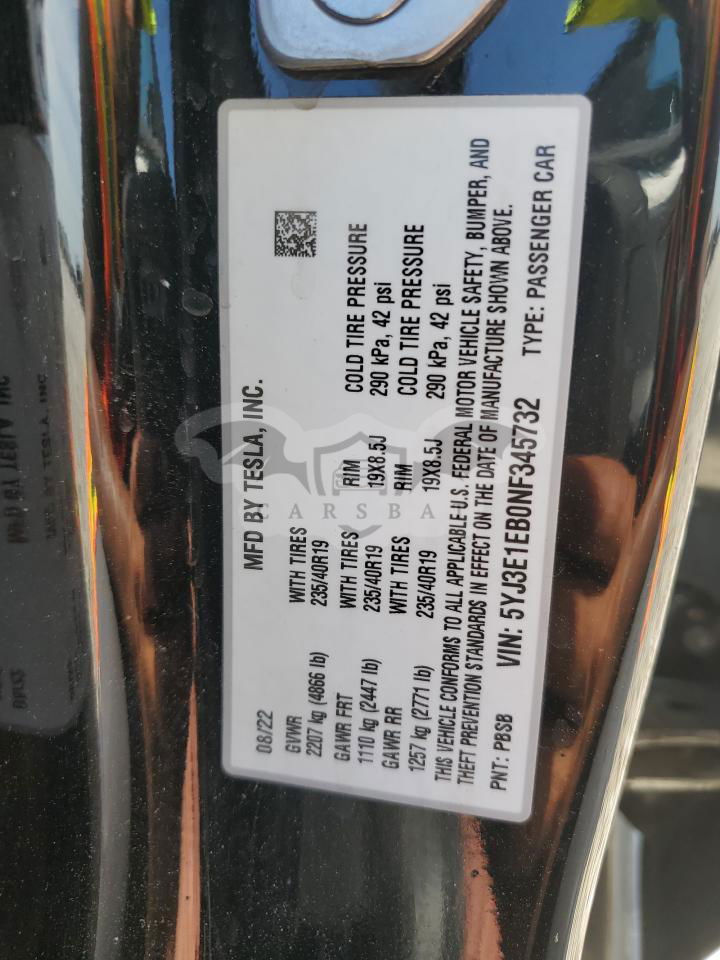 MFD BY TESLA, INC.
08/22
GVWR WITH TIRES
2207 kg (4866 lb) 235/40R19
GAWR FRT WITH TIRES RIM COLD TIRE PRESSURE
1110 kg (2447 lb) 235/40R19 19X8.5J 290 kPa, 42 psi
GAWR RR WITH TIRES RIM COLD TIRE PRESSURE
1257 kg (2771 lb) 235/40R19 19X8.5J 290 kPa, 42 psi
THIS VEHICLE CONFORMS TO ALL APPLICABLE U.S. FEDERAL MOTOR VEHICLE SAFETY, BUMPER, AND
THEFT PREVENTION STANDARDS IN EFFECT ON THE DATE OF MANUFACTURE SHOWN ABOVE.
PNT: PBSB VIN: 5YJ3E1EB0NF345732 TYPE: PASSENGER CAR
CARSBA